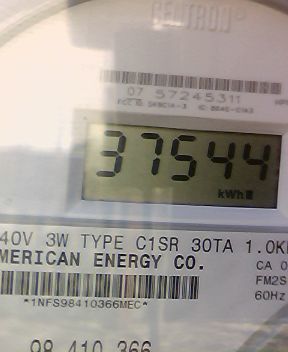 CENTRON®
07 57245311
37544
kWh
40V 3W TYPE C1SR 30TA 1.0K
MERICAN ENERGY CO.
CA 0
FM2S
60Hz
*1NFS98410366MEC*
98 410 366